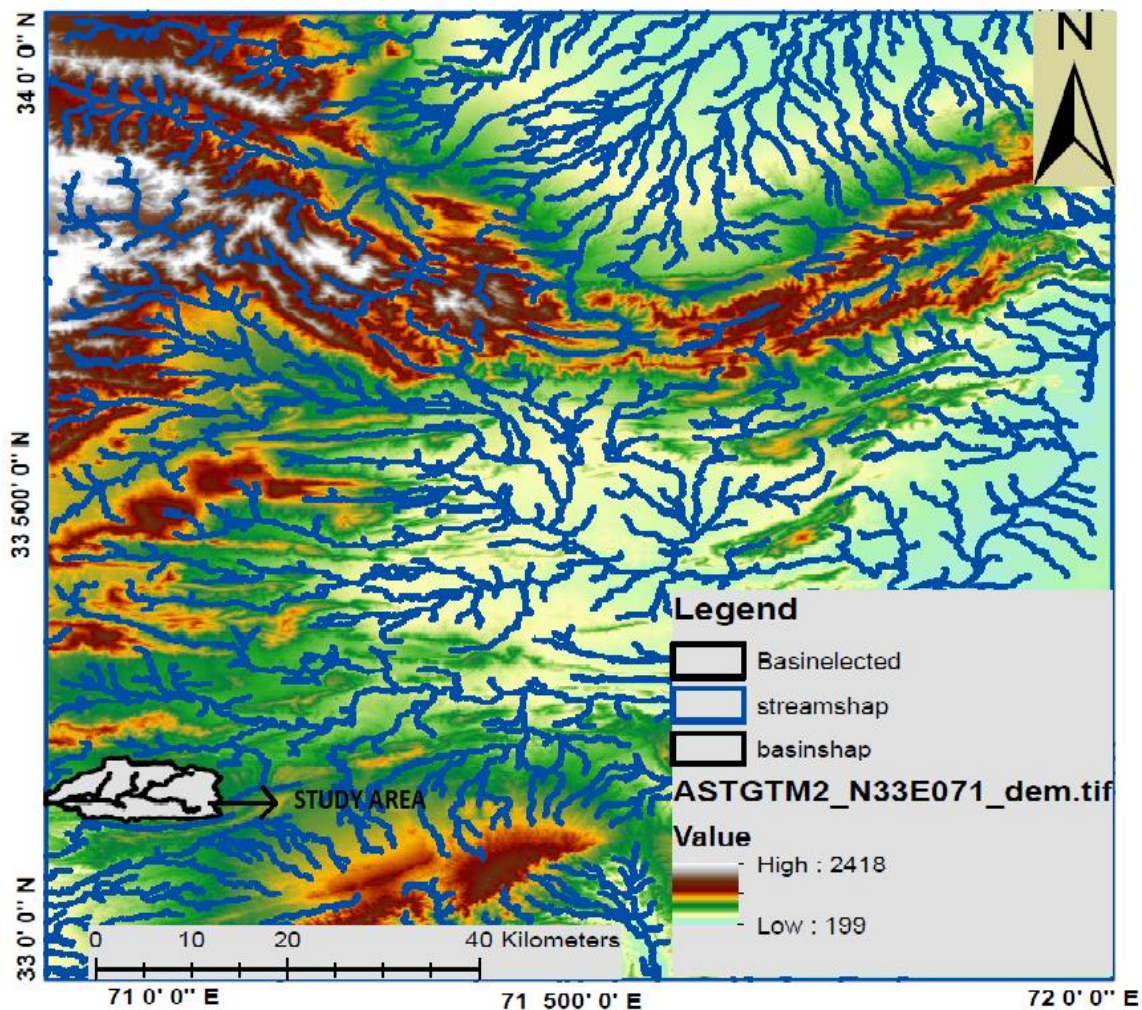 N
34 0' 0'' N
33 500' 0'' N
33 0' 0'' N
STUDY AREA
Legend
Basinelected
streamshap
basinshap
ASTGTM2_N33E071_dem.tif
Value
High : 2418
Low : 199
0 10 20 40 Kilometers
71 0' 0'' E 71 500' 0' E 72 0' 0'' E